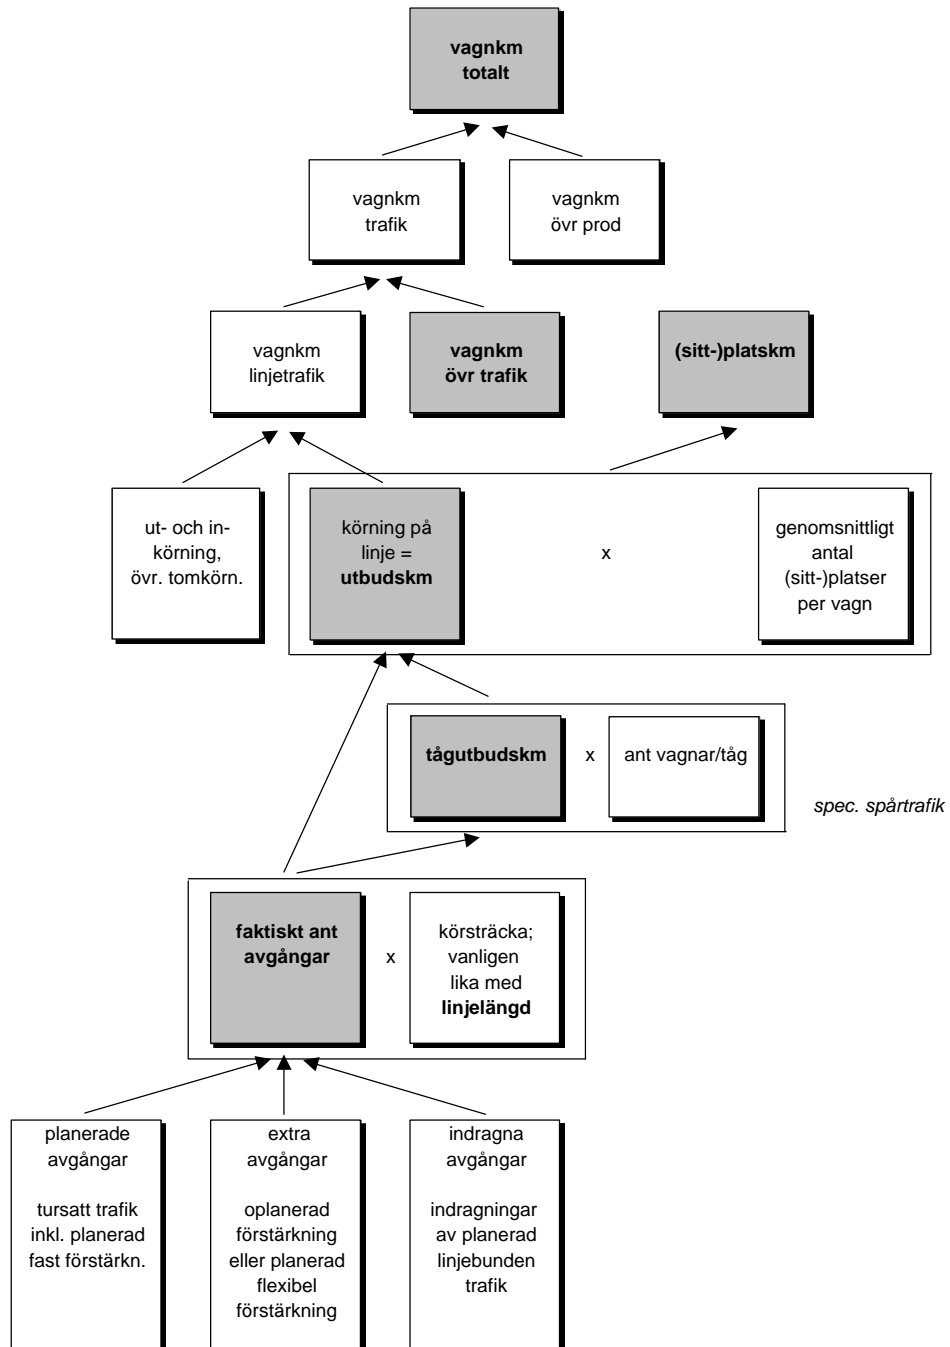 vagnkm
totalt
vagnkm
trafik
vagnkm
övr prod
vagnkm
linjetrafik
vagnkm
övr trafik
(sitt-)platskm
ut- och in-
körning,
övr. tomkörn.
körning på
linje =
utbudskm
x
genomsnittligt
antal
(sitt-)platser
per vagn
tågutbudskm
x
ant vagnar/tåg
spec. spårtrafik
faktiskt ant
avgångar
x
körsträcka;
vanligen
lika med
linjelängd
planerade
avgångar
tursatt trafik
inkl. planerad
fast förstärkn.
extra
avgångar
oplanerad
förstärkning
eller planerad
flexibel
förstärkning
indragna
avgångar
indragningar
av planerad
linjebunden
trafik